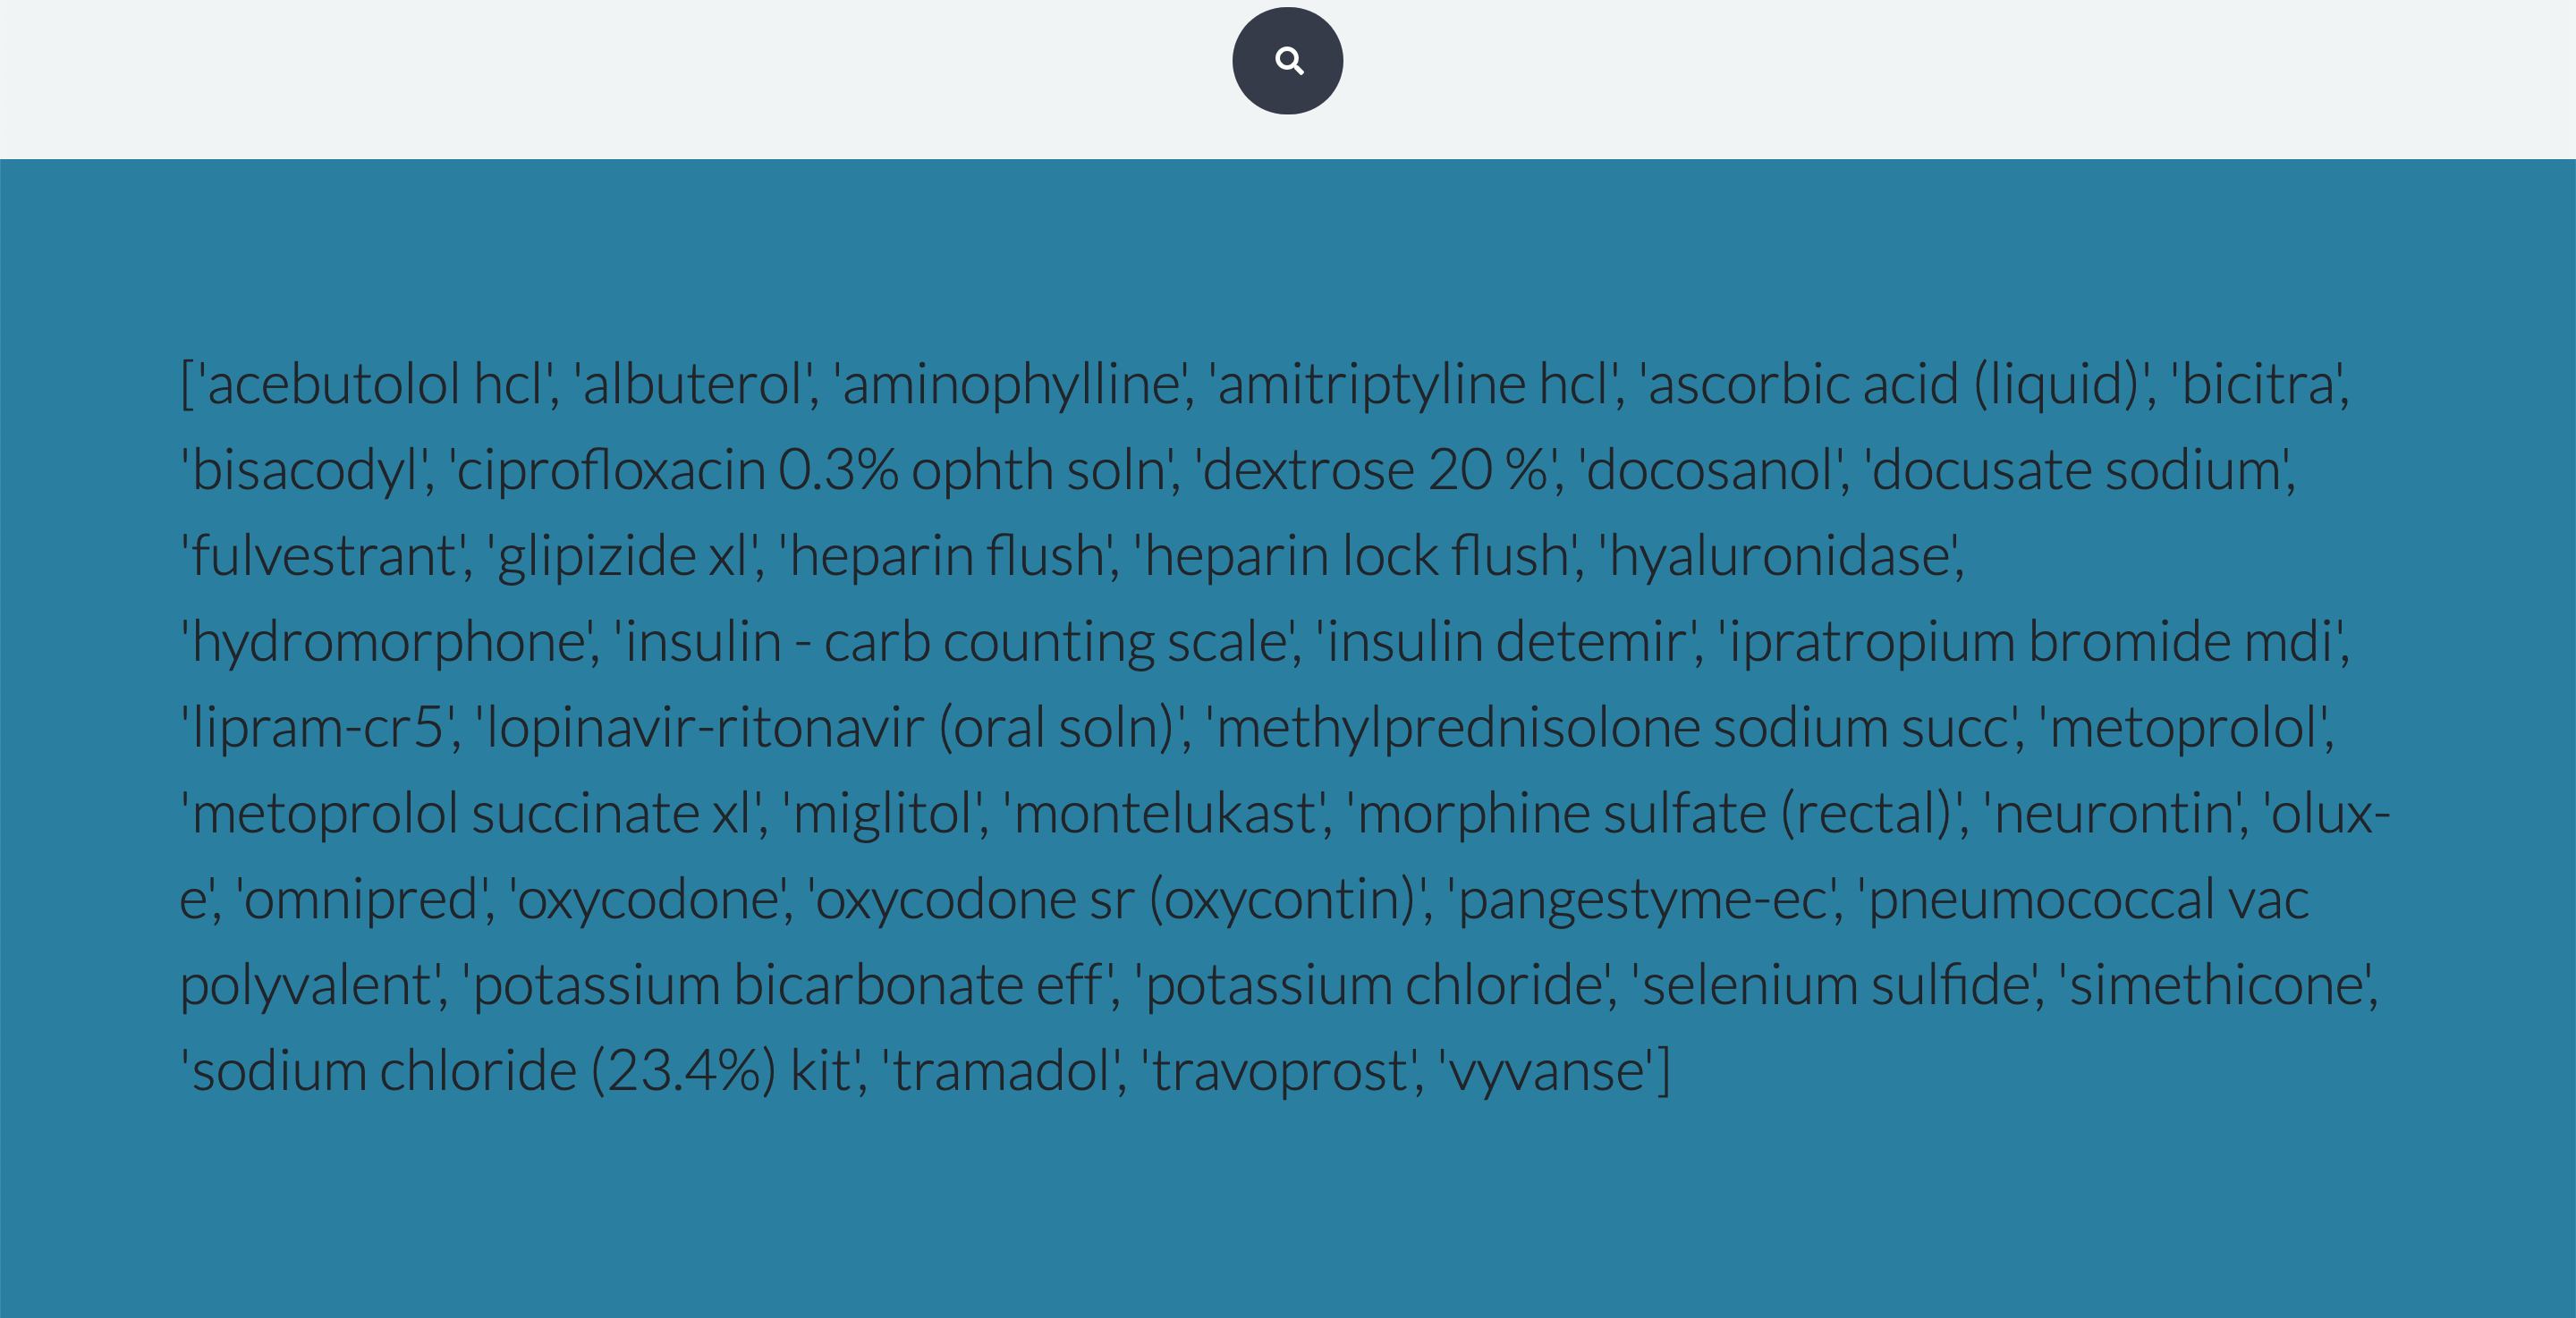 ['acebutolol hcl', 'albuterol', 'aminophylline', 'amitriptyline hcl', 'ascorbic acid (liquid)', 'bicitra',
'bisacodyl', 'ciprofloxacin 0.3% ophth soln', 'dextrose 20 %', 'docosanol', 'docusate sodium',
'fulvestrant', 'glipizide xl', 'heparin flush', 'heparin lock flush', 'hyaluronidase',
'hydromorphone', 'insulin - carb counting scale', 'insulin detemir', 'ipratropium bromide mdi',
'lipram-cr5', 'lopinavir-ritonavir (oral soln)', 'methylprednisolone sodium succ', 'metoprolol',
'metoprolol succinate xl', 'miglitol', 'montelukast', 'morphine sulfate (rectal)', 'neurontin', 'olux-
e', 'omnipred', 'oxycodone', 'oxycodone sr (oxycontin)', 'pangestyme-ec', 'pneumococcal vac
polyvalent', 'potassium bicarbonate eff', 'potassium chloride', 'selenium sulfide', 'simethicone',
'sodium chloride (23.4%) kit', 'tramadol', 'travoprost', 'vyvanse']